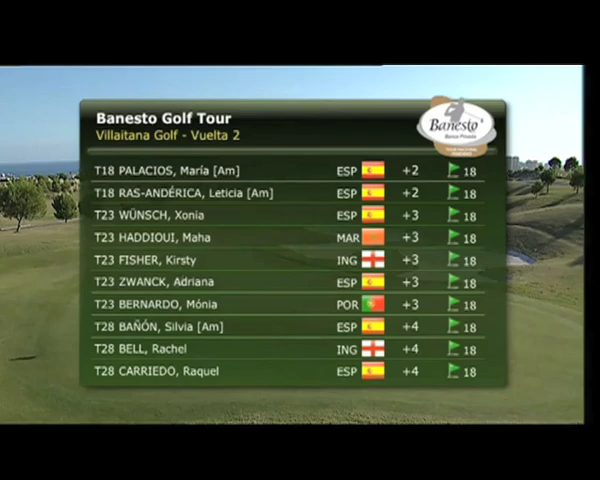 Banesto Golf Tour
Villaitana Golf - Vuelta 2
Banesto
Banca Privada
T18 PALACIOS, María [Am] ESP +2 18
T18 RAS-ANDÉRICA, Leticia [Am] ESP +2 18
T23 WÜNSCH, Xonia ESP +3 18
T23 HADDIOUI, Maha MAR +3 18
T23 FISHER, Kirsty ING +3 18
T23 ZWANCK, Adriana ESP +3 18
T23 BERNARDO, Mónia POR +3 18
T28 BAÑÓN, Silvia [Am] ESP +4 18
T28 BELL, Rachel ING +4 18
T28 CARRIEDO, Raquel ESP +4 18